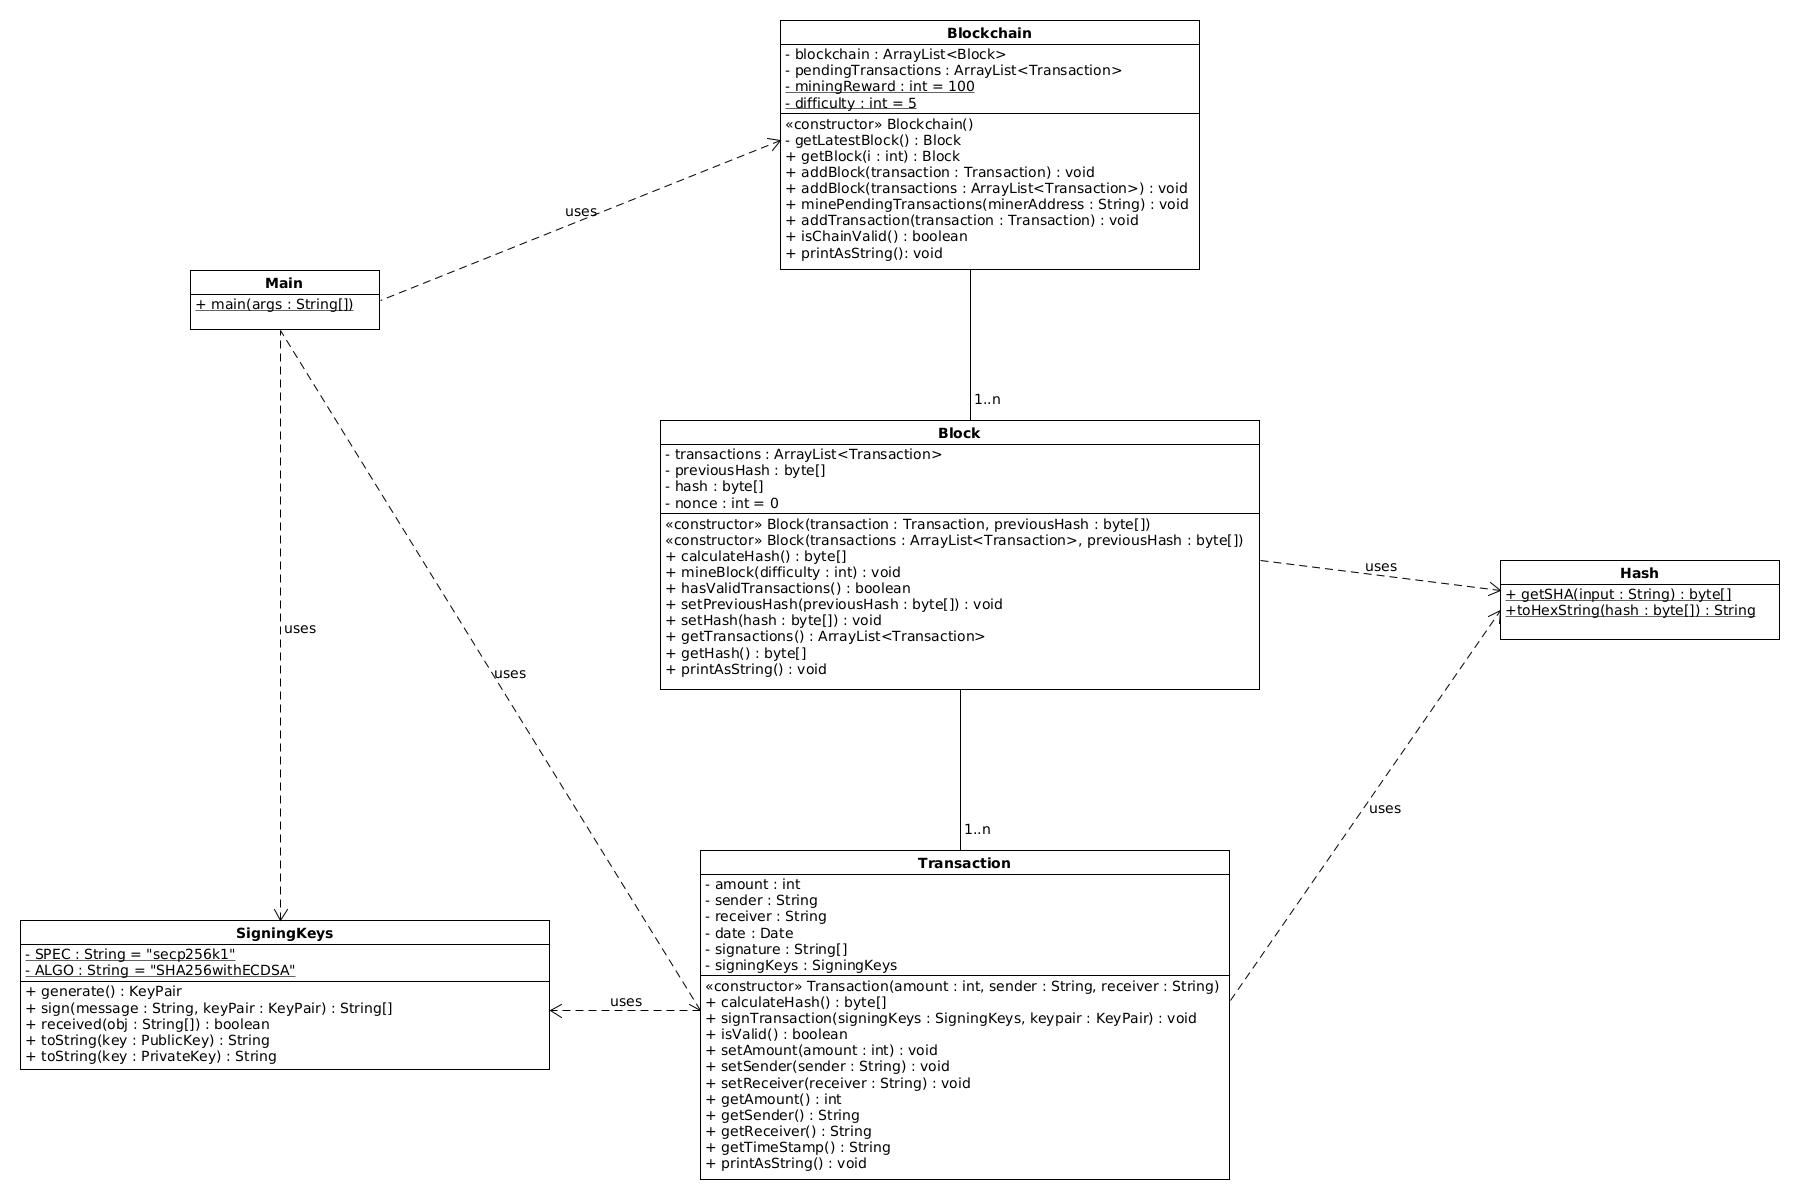 Blockchain
- blockchain : ArrayList<Block>
- pendingTransactions : ArrayList<Transaction>
- miningReward : int = 100
- difficulty : int = 5
«constructor» Blockchain()
- getLatestBlock() : Block
+ getBlock(i : int) : Block
+ addBlock(transaction : Transaction) : void
+ addBlock(transactions : ArrayList<Transaction>) : void
+ minePendingTransactions(minerAddress : String) : void
+ addTransaction(transaction : Transaction) : void
+ isChainValid() : boolean
+ printAsString(): void
uses
Main
+ main(args : String[])
1..n
Block
- transactions : ArrayList<Transaction>
- previousHash : byte[]
- hash : byte[]
- nonce : int = 0
«constructor» Block(transaction : Transaction, previousHash : byte[])
«constructor» Block(transactions : ArrayList<Transaction>, previousHash : byte[])
+ calculateHash() : byte[]
+ mineBlock(difficulty : int) : void
+ hasValidTransactions() : boolean
+ setPreviousHash(previousHash : byte[]) : void
+ setHash(hash : byte[]) : void
+ getTransactions() : ArrayList<Transaction>
+ getHash() : byte[]
+ printAsString() : void
uses
Hash
+ getSHA(input : String) : byte[]
+toHexString(hash : byte[]) : String
uses
uses
uses
1..n
Transaction
- amount : int
- sender : String
- receiver : String
- date : Date
- signature : String[]
- signingKeys : SigningKeys
«constructor» Transaction(amount : int, sender : String, receiver : String)
+ calculateHash() : byte[]
+ signTransaction(signingKeys : SigningKeys, keypair : KeyPair) : void
+ isValid() : boolean
+ setAmount(amount : int) : void
+ setSender(sender : String) : void
+ setReceiver(receiver : String) : void
+ getAmount() : int
+ getSender() : String
+ getReceiver() : String
+ getTimeStamp() : String
+ printAsString() : void
SigningKeys
- SPEC : String = "secp256k1"
- ALGO : String = "SHA256withECDSA"
+ generate() : KeyPair
+ sign(message : String, keyPair : KeyPair) : String[]
+ received(obj : String[]) : boolean
+ toString(key : PublicKey) : String
+ toString(key : PrivateKey) : String
uses